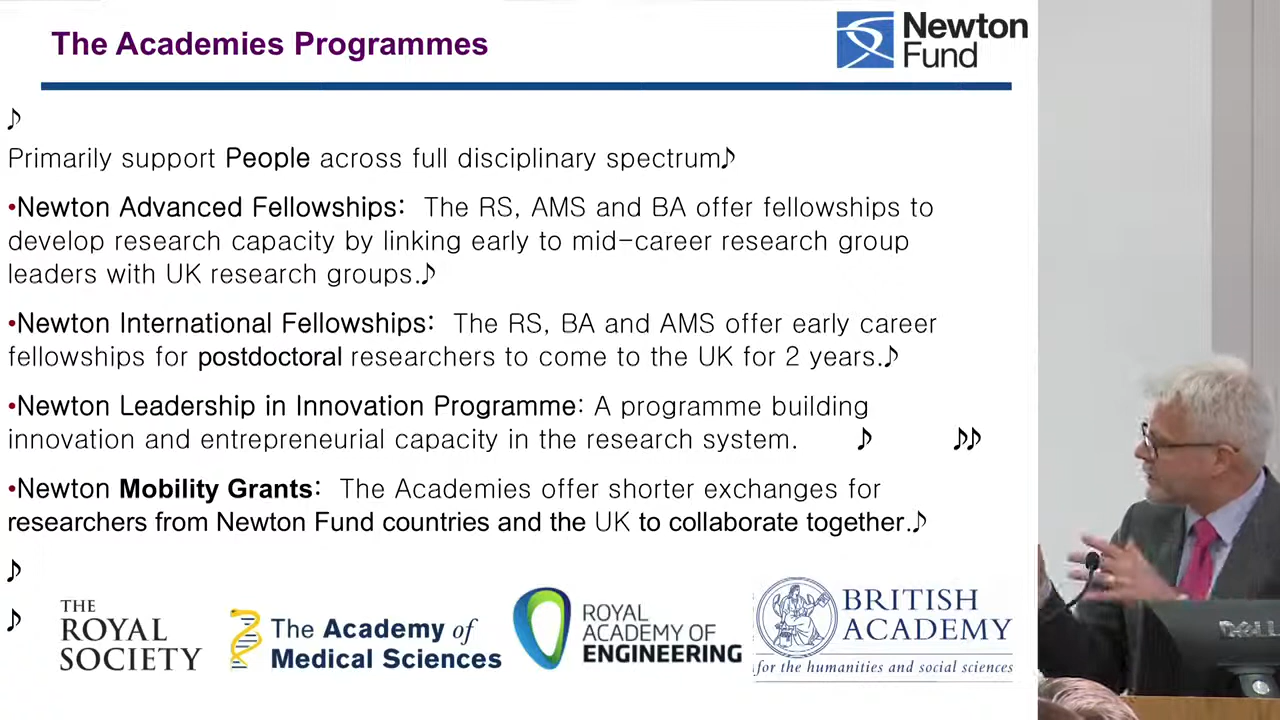 The Academies Programmes
Newton
Fund
♪
Primarily support People across full disciplinary spectrum♪
•Newton Advanced Fellowships: The RS, AMS and BA offer fellowships to
develop research capacity by linking early to mid-career research group
leaders with UK research groups.♪
•Newton International Fellowships: The RS, BA and AMS offer early career
fellowships for postdoctoral researchers to come to the UK for 2 years.♪
•Newton Leadership in Innovation Programme: A programme building
innovation and entrepreneurial capacity in the research system. ♪ ♪♪
•Newton Mobility Grants: The Academies offer shorter exchanges for
researchers from Newton Fund countries and the UK to collaborate together.♪
♪
♪
THE
ROYAL
SOCIETY
The Academy of
Medical Sciences
ROYAL
ACADEMY OF
ENGINEERING
BRITISH
ACADEMY
for the humanities and social sciences
DELL